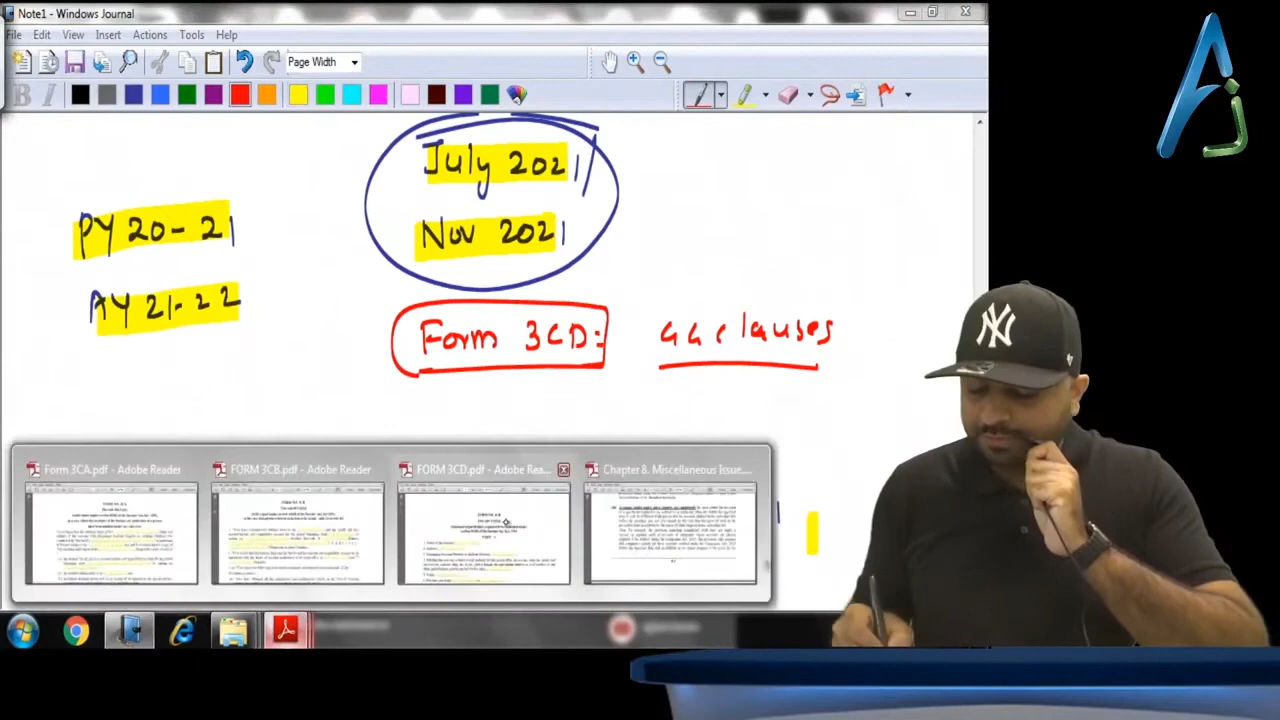 Note1 - Windows Journal
File Edit View Insert Actions Tools Help
Page Width
B I
July 2021
Nov 2021
PY 20-21
AY 21-22
Form 3CD: 44 clauses
Form 3CA.pdf - Adobe Reader
FORM 3CB.pdf - Adobe Reader
FORM 3CD.pdf - Adobe Rea...
Chapter 8. Miscellaneous Issue....
NY
AJ